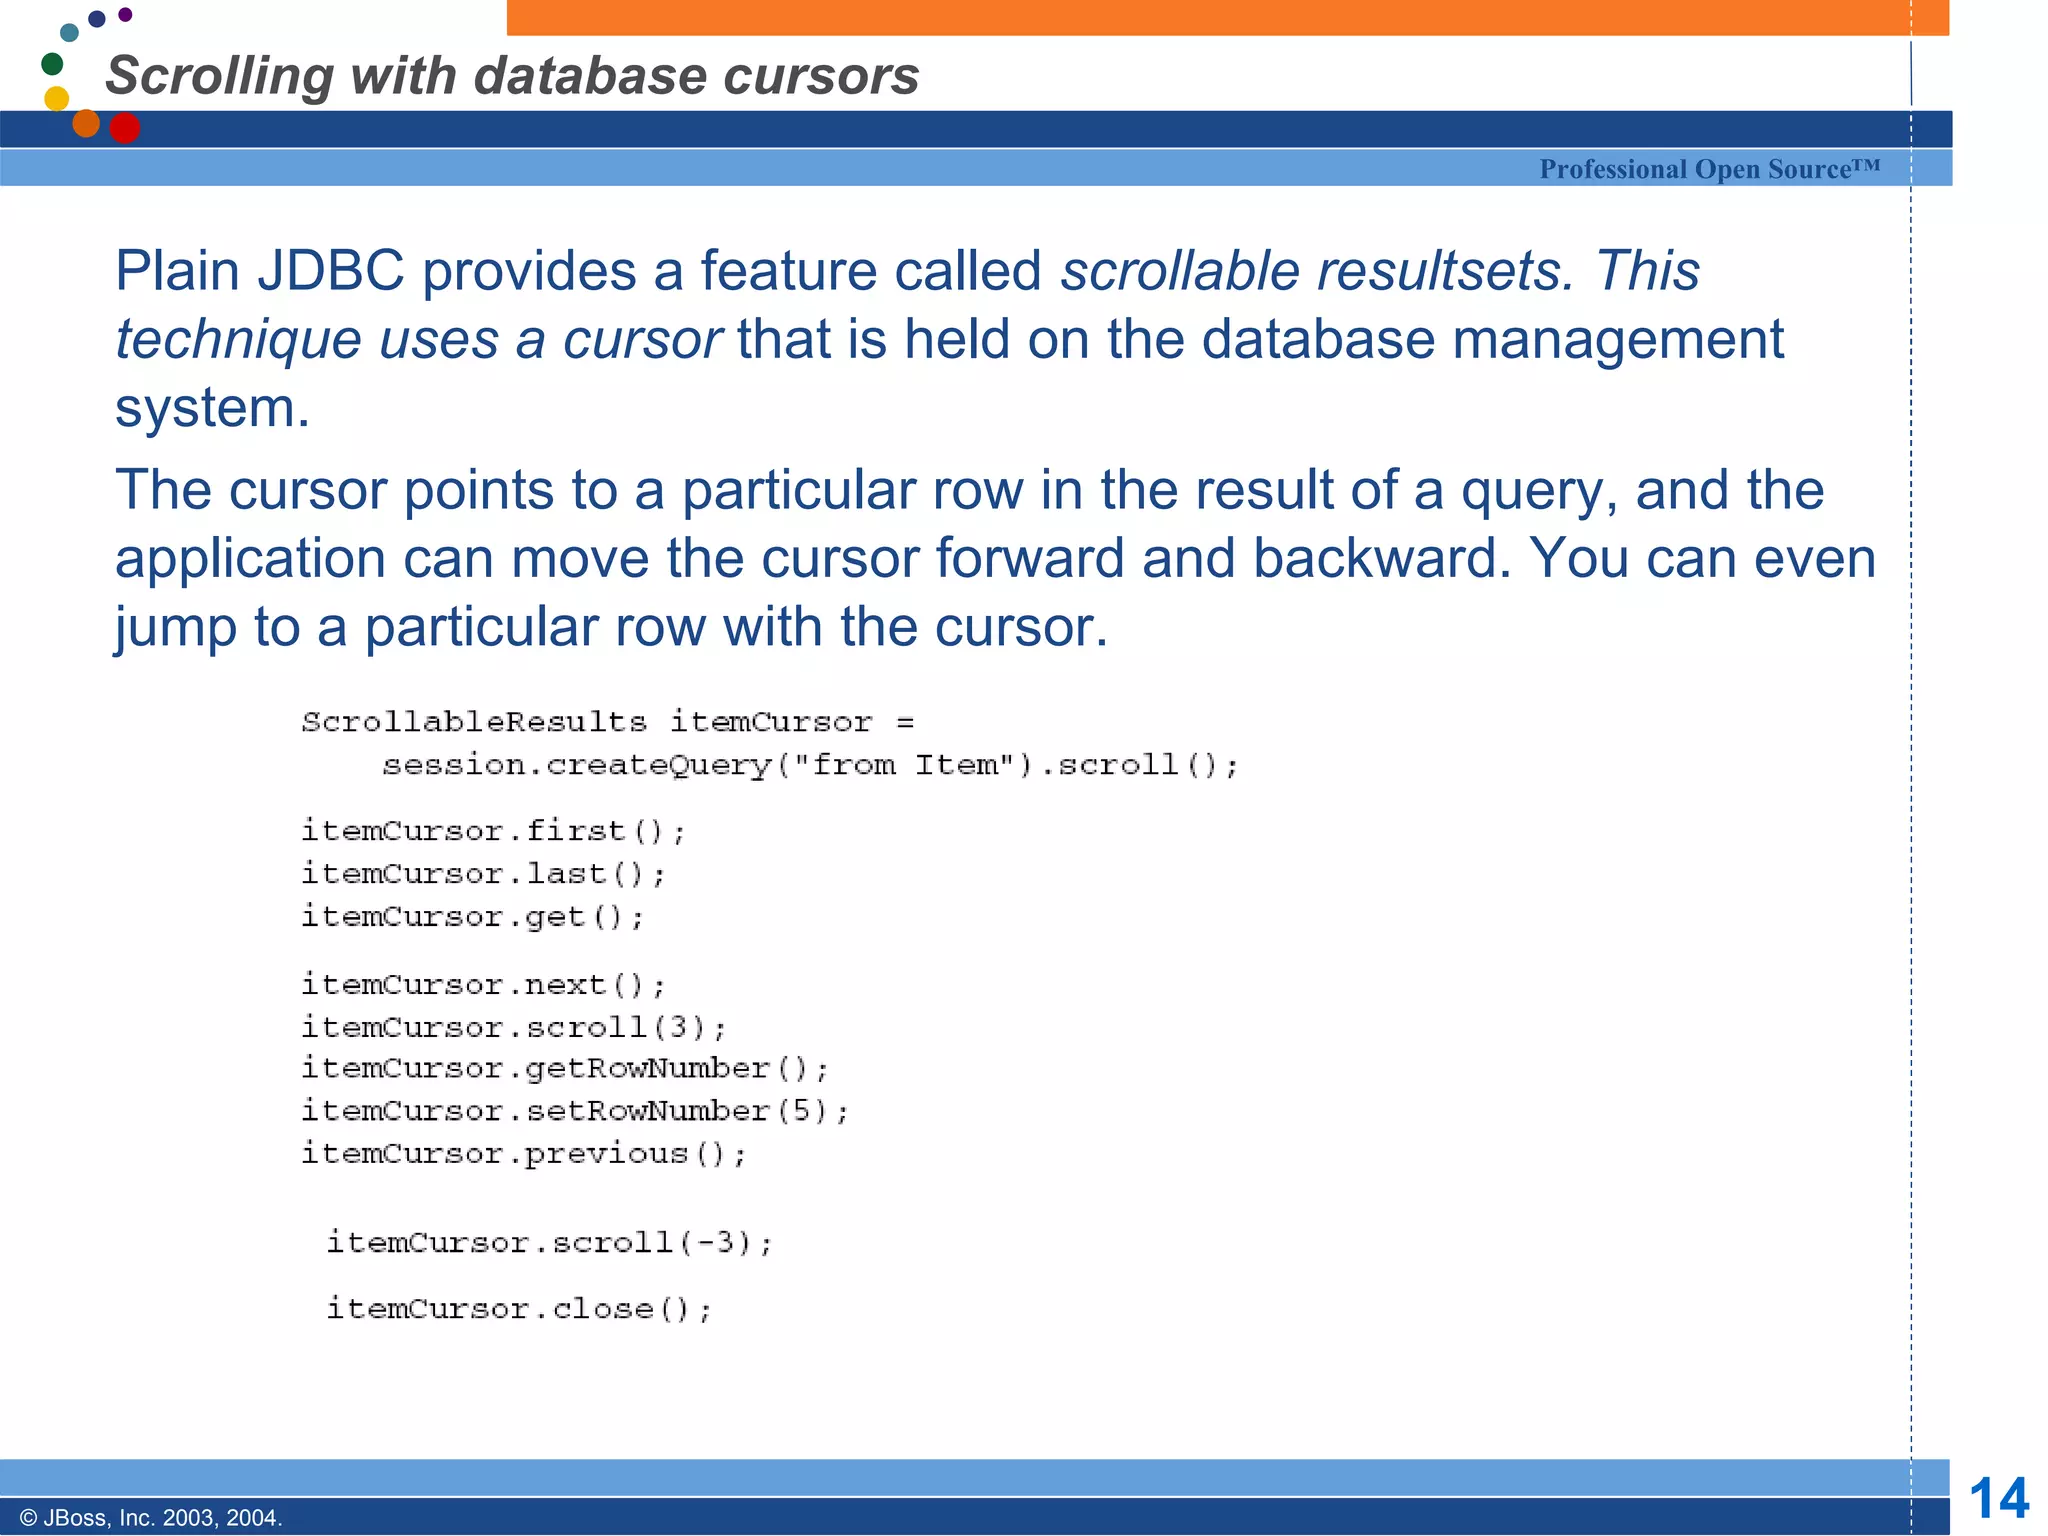 Scrolling with database cursors
Professional Open Source™
Plain JDBC provides a feature called scrollable resultsets. This
technique uses a cursor that is held on the database management
system.
The cursor points to a particular row in the result of a query, and the
application can move the cursor forward and backward. You can even
jump to a particular row with the cursor.
ScrollableResults itemCursor =
    session.createQuery("from Item").scroll();
itemCursor.first();
itemCursor.last();
itemCursor.get();
itemCursor.next();
itemCursor.scroll(3);
itemCursor.getRowNumber();
itemCursor.setRowNumber(5);
itemCursor.previous();
itemCursor.scroll(-3);
itemCursor.close();
© JBoss, Inc. 2003, 2004.
14